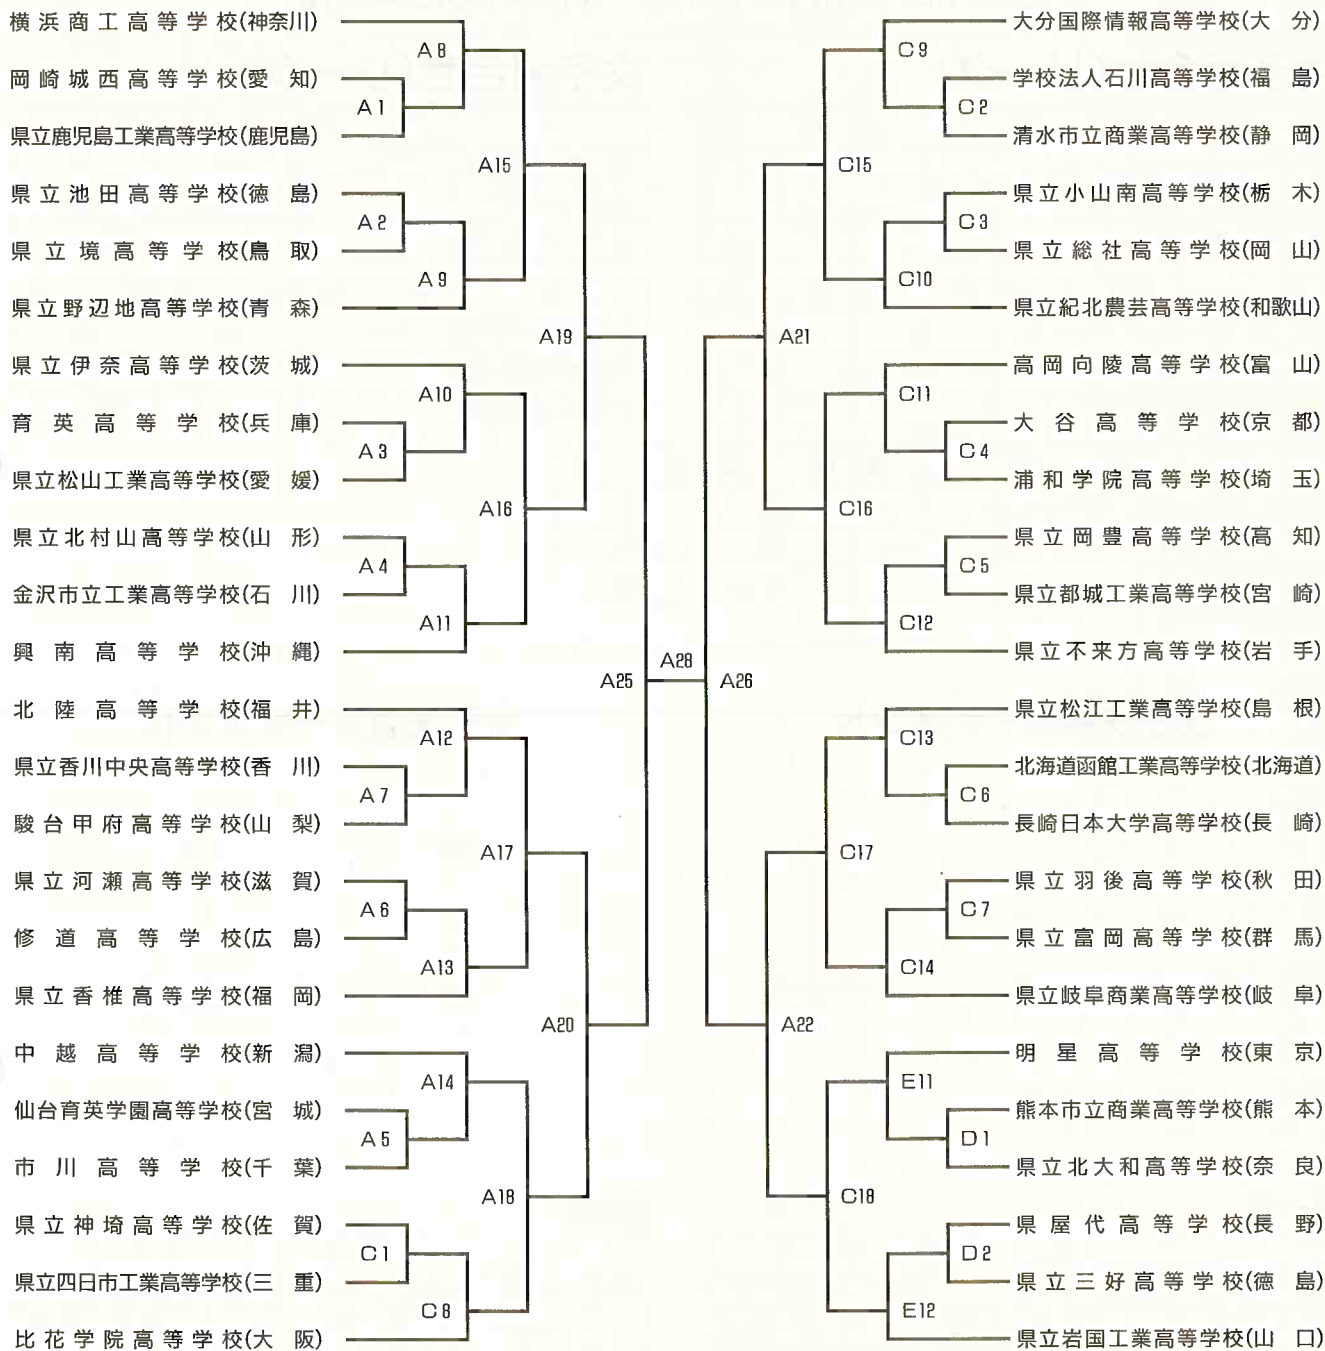 横浜商工高等学校(神奈川)
A8
岡崎城西高等学校(愛　知)
A1
県立鹿児島工業高等学校(鹿児島)
A15
県立池田高等学校(徳　島)
A2
県立境高等学校(鳥　取)
A9
県立野辺地高等学校(青　森)
A19
県立伊奈高等学校(茨　城)
A10
育英高等学校(兵　庫)
A3
県立松山工業高等学校(愛　媛)
A16
県立北村山高等学校(山　形)
A4
金沢市立工業高等学校(石　川)
A11
興南高等学校(沖　縄)
A25
北陸高等学校(福　井)
A12
県立香川中央高等学校(香　川)
A7
駿台甲府高等学校(山　梨)
A17
県立河瀬高等学校(滋　賀)
A6
修道高等学校(広　島)
A13
県立香椎高等学校(福　岡)
A20
中越高等学校(新　潟)
A14
仙台育英学園高等学校(宮　城)
A5
市川高等学校(千　葉)
A18
県立神埼高等学校(佐　賀)
C1
県立四日市工業高等学校(三　重)
C8
比花学院高等学校(大　阪)
A28
大分国際情報高等学校(大　分)
C9
学校法人石川高等学校(福　島)
C2
清水市立商業高等学校(静　岡)
C15
県立小山南高等学校(栃　木)
C3
県立総社高等学校(岡　山)
C10
県立紀北農芸高等学校(和歌山)
A21
高岡向陵高等学校(富　山)
C11
大谷高等学校(京　都)
C4
浦和学院高等学校(埼　玉)
C16
県立岡豊高等学校(高　知)
C5
県立都城工業高等学校(宮　崎)
C12
県立不来方高等学校(岩　手)
A26
県立松江工業高等学校(島　根)
C13
北海道函館工業高等学校(北海道)
C6
長崎日本大学高等学校(長　崎)
C17
県立羽後高等学校(秋　田)
C7
県立富岡高等学校(群　馬)
C14
県立岐阜商業高等学校(岐　阜)
A22
明星高等学校(東　京)
E11
熊本市立商業高等学校(熊　本)
D1
県立北大和高等学校(奈　良)
C18
県屋代高等学校(長　野)
D2
県立三好高等学校(徳　島)
E12
県立岩国工業高等学校(山　口)